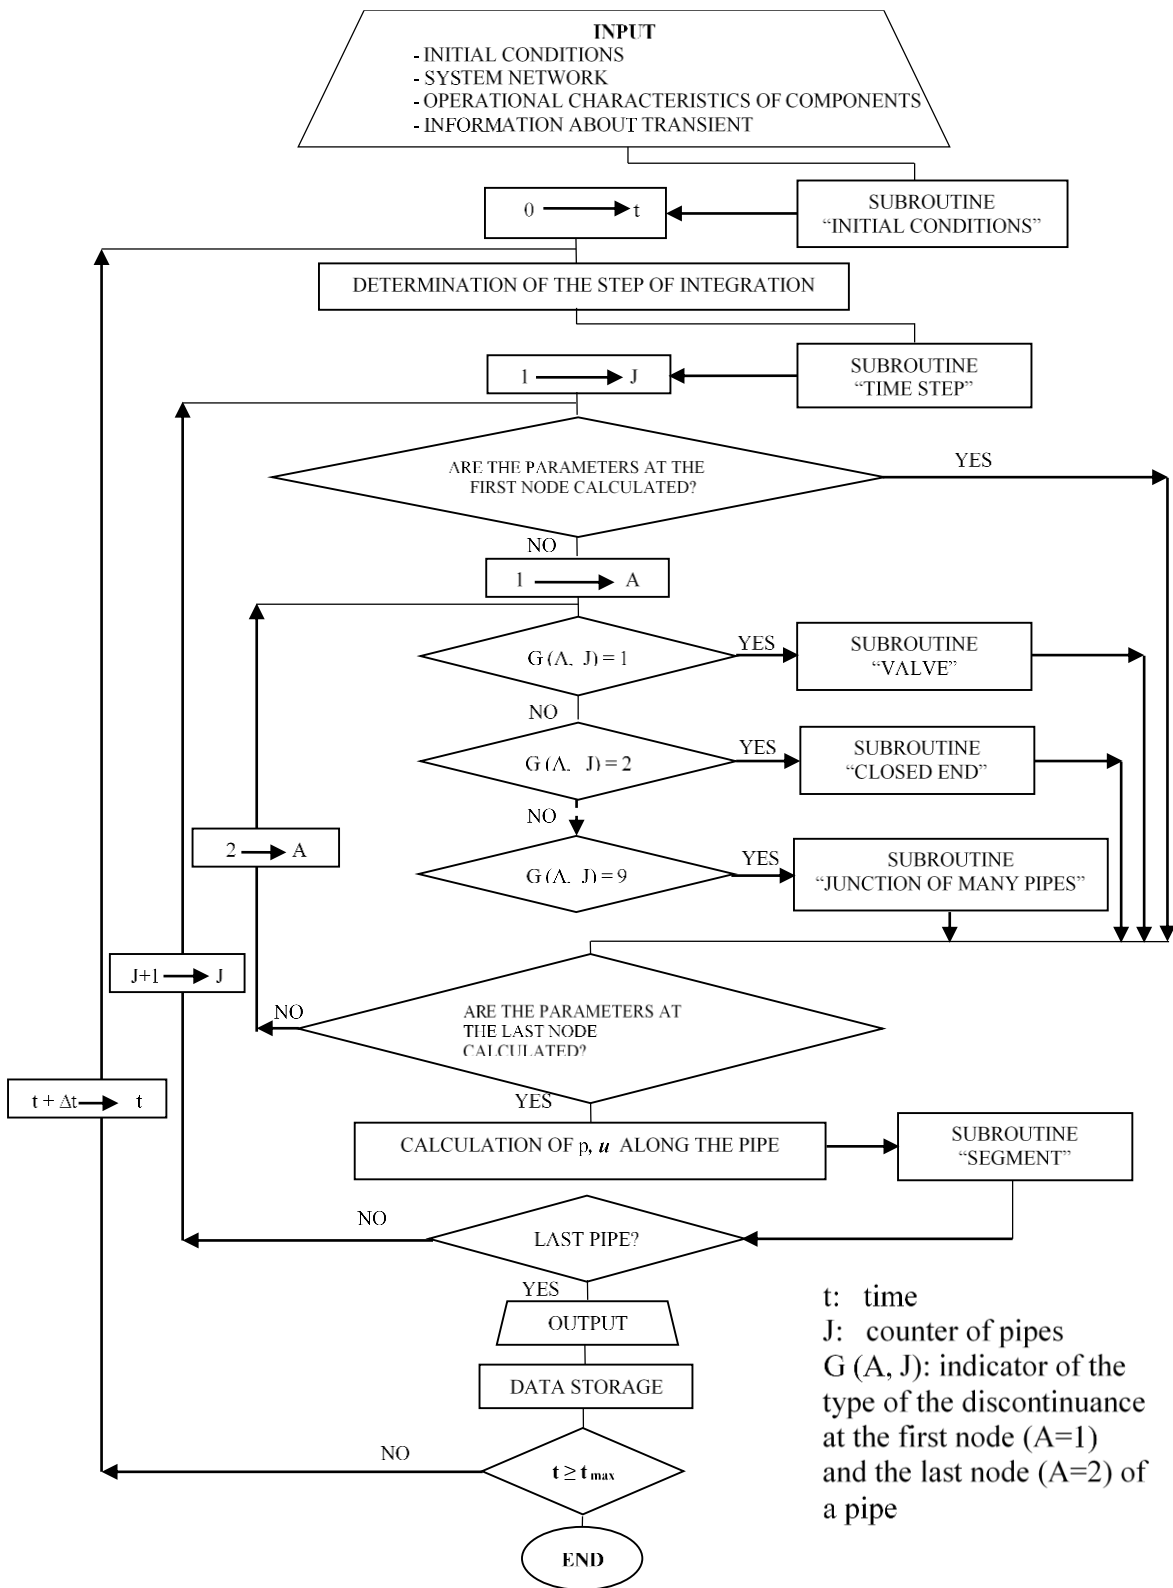 INPUT
- INITIAL CONDITIONS
- SYSTEM NETWORK
- OPERATIONAL CHARACTERISTICS OF COMPONENTS
- INFORMATION ABOUT TRANSIENT
0 t
SUBROUTINE
“INITIAL CONDITIONS”
DETERMINATION OF THE STEP OF INTEGRATION
1 J
SUBROUTINE
“TIME STEP”
ARE THE PARAMETERS AT THE
FIRST NODE CALCULATED?
YES
NO
1 A
G (A, J) = 1
YES
SUBROUTINE
“VALVE”
NO
G (A, J) = 2
YES
SUBROUTINE
“CLOSED END”
NO
2 A
G (A, J) = 9
YES
SUBROUTINE
“JUNCTION OF MANY PIPES”
J+1 J
NO
ARE THE PARAMETERS AT
THE LAST NODE
CALCULATED?
t + Δt t
YES
CALCULATION OF p, u ALONG THE PIPE
SUBROUTINE
“SEGMENT”
NO
LAST PIPE?
YES
OUTPUT
DATA STORAGE
NO
t ≥ t max
END
t: time
J: counter of pipes
G (A, J): indicator of the
type of the discontinuance
at the first node (A=1)
and the last node (A=2) of
a pipe